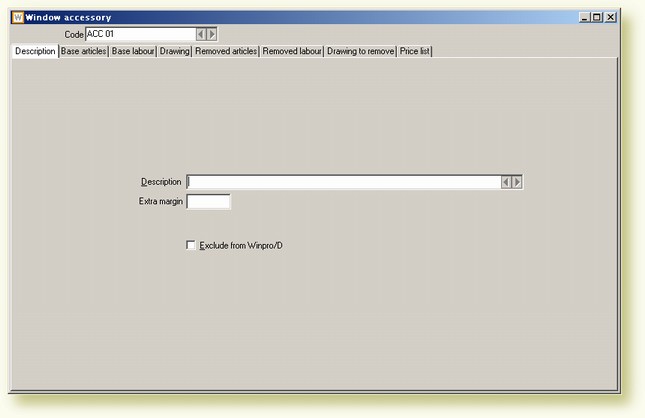 W Window accessory
Code ACC 01
Description Base articles Base labour Drawing Removed articles Removed labour Drawing to remove Price list
Description
Extra margin
Exclude from Winpro/D